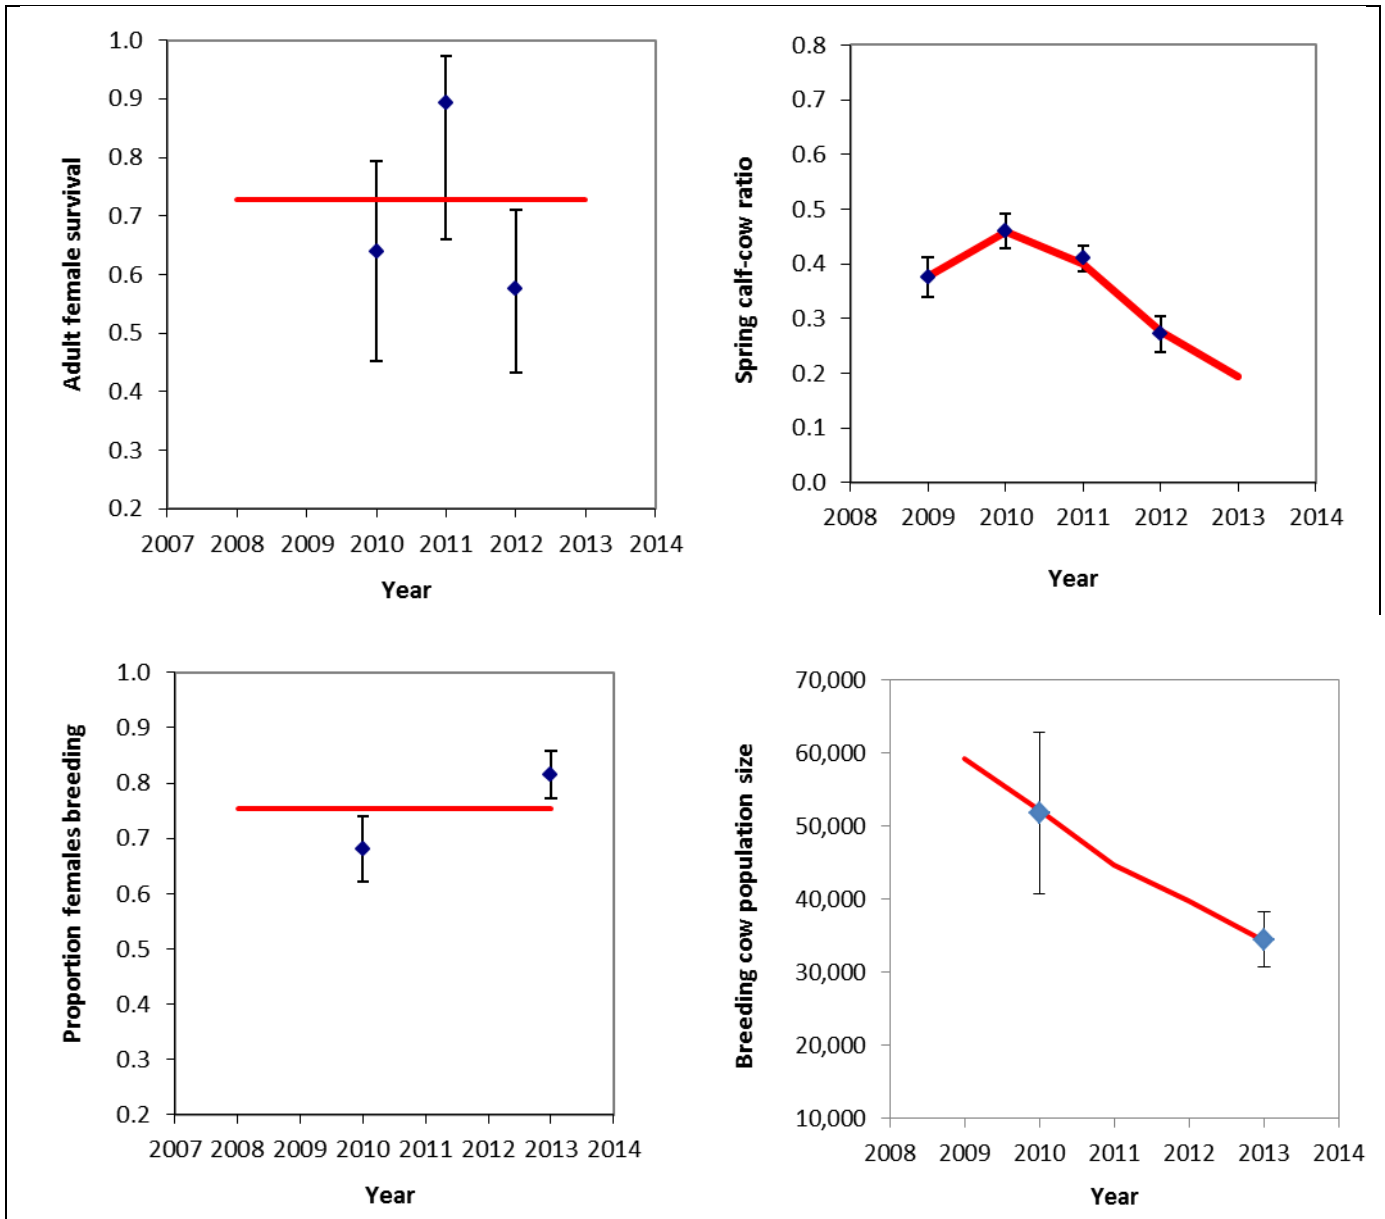 Adult female survival
1.0
0.9
0.8
0.7
0.6
0.5
0.4
0.3
0.2
2007 2008 2009 2010 2011 2012 2013 2014
Year
Spring calf-cow ratio
0.8
0.7
0.6
0.5
0.4
0.3
0.2
0.1
0.0
2008 2009 2010 2011 2012 2013 2014
Year
Proportion females breeding
1.0
0.9
0.8
0.7
0.6
0.5
0.4
0.3
0.2
2007 2008 2009 2010 2011 2012 2013 2014
Year
Breeding cow population size
70,000
60,000
50,000
40,000
30,000
20,000
10,000
2008 2009 2010 2011 2012 2013 2014
Year